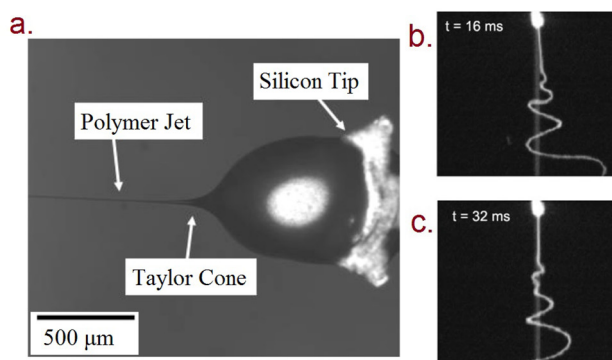 a.
Silicon Tip
Polymer Jet
Taylor Cone
500 µm
b.
t = 16 ms
c.
t = 32 ms